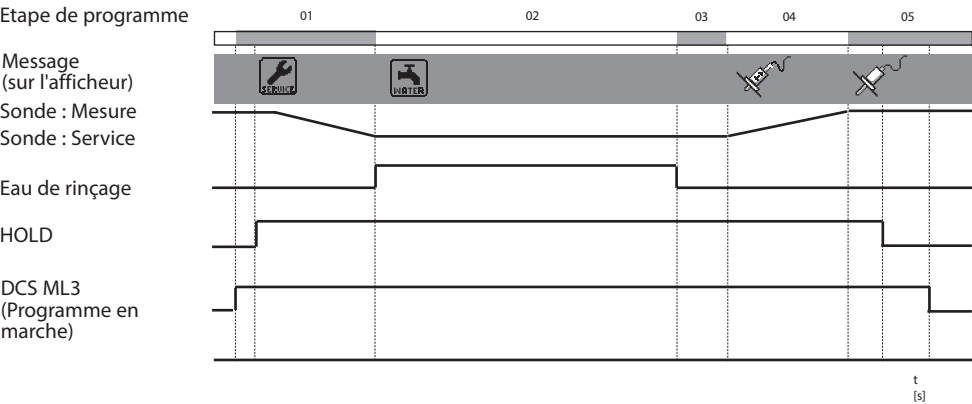 Etape de programme
01 02 03 04 05
Message
(sur l'afficheur)
SERVICE
WATER
Sonde : Mesure
Sonde : Service
Eau de rinçage
HOLD
DCS ML3
(Programme en
marche)
t
[s]